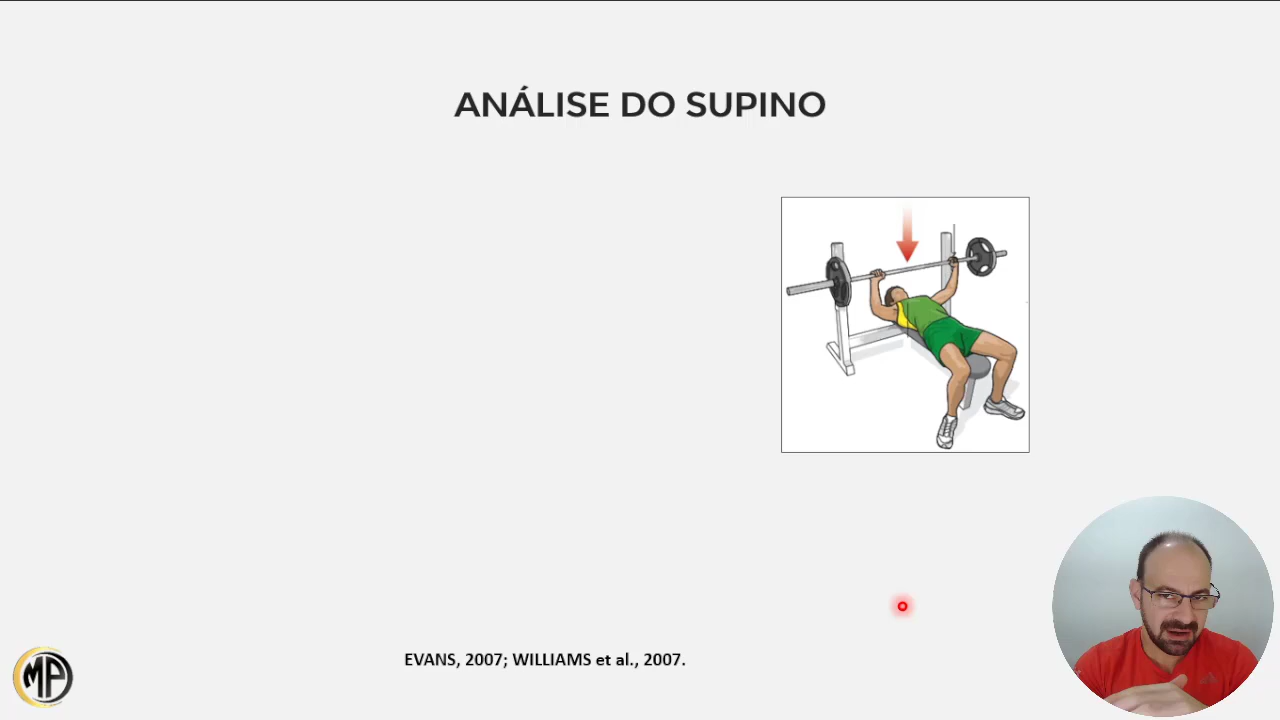 ANÁLISE DO SUPINO
EVANS, 2007; WILLIAMS et al., 2007.
MP